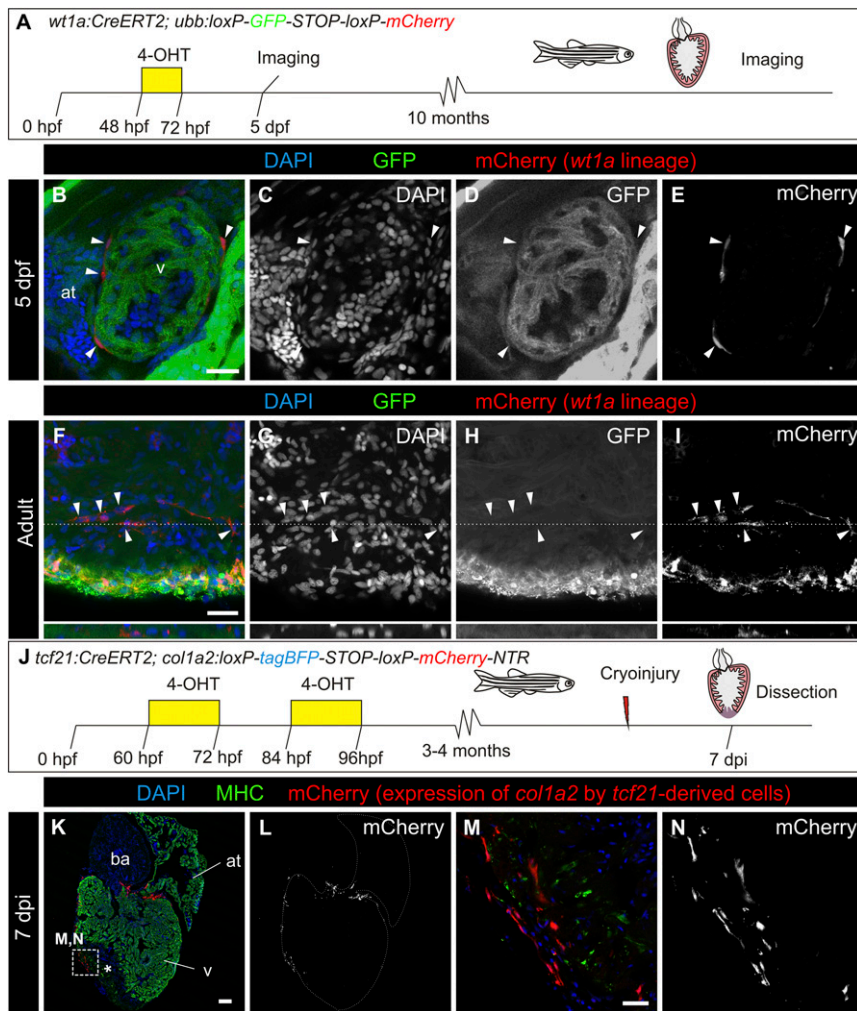 A wt1a:CreERT2; ubb:loxP-GFP-STOP-loxP-mCherry
4-OHT
Imaging
Imaging
0 hpf
48 hpf
72 hpf
5 dpf
10 months
DAPI GFP mCherry (wt1a lineage)
5 dpf
B
at
v
C DAPI
D GFP
E mCherry
DAPI GFP mCherry (wt1a lineage)
Adult
F
G DAPI
H GFP
I mCherry
J tcf21:CreERT2; col1a2:loxP-tagBFP-STOP-loxP-mCherry-NTR
4-OHT
4-OHT
Cryoinjury
Dissection
0 hpf
60 hpf
72 hpf
84 hpf
96hpf
3-4 months
7 dpi
DAPI MHC mCherry (expression of col1a2 by tcf21-derived cells)
7 dpi
K
ba
at
M,N
*
v
L mCherry
M
N mCherry